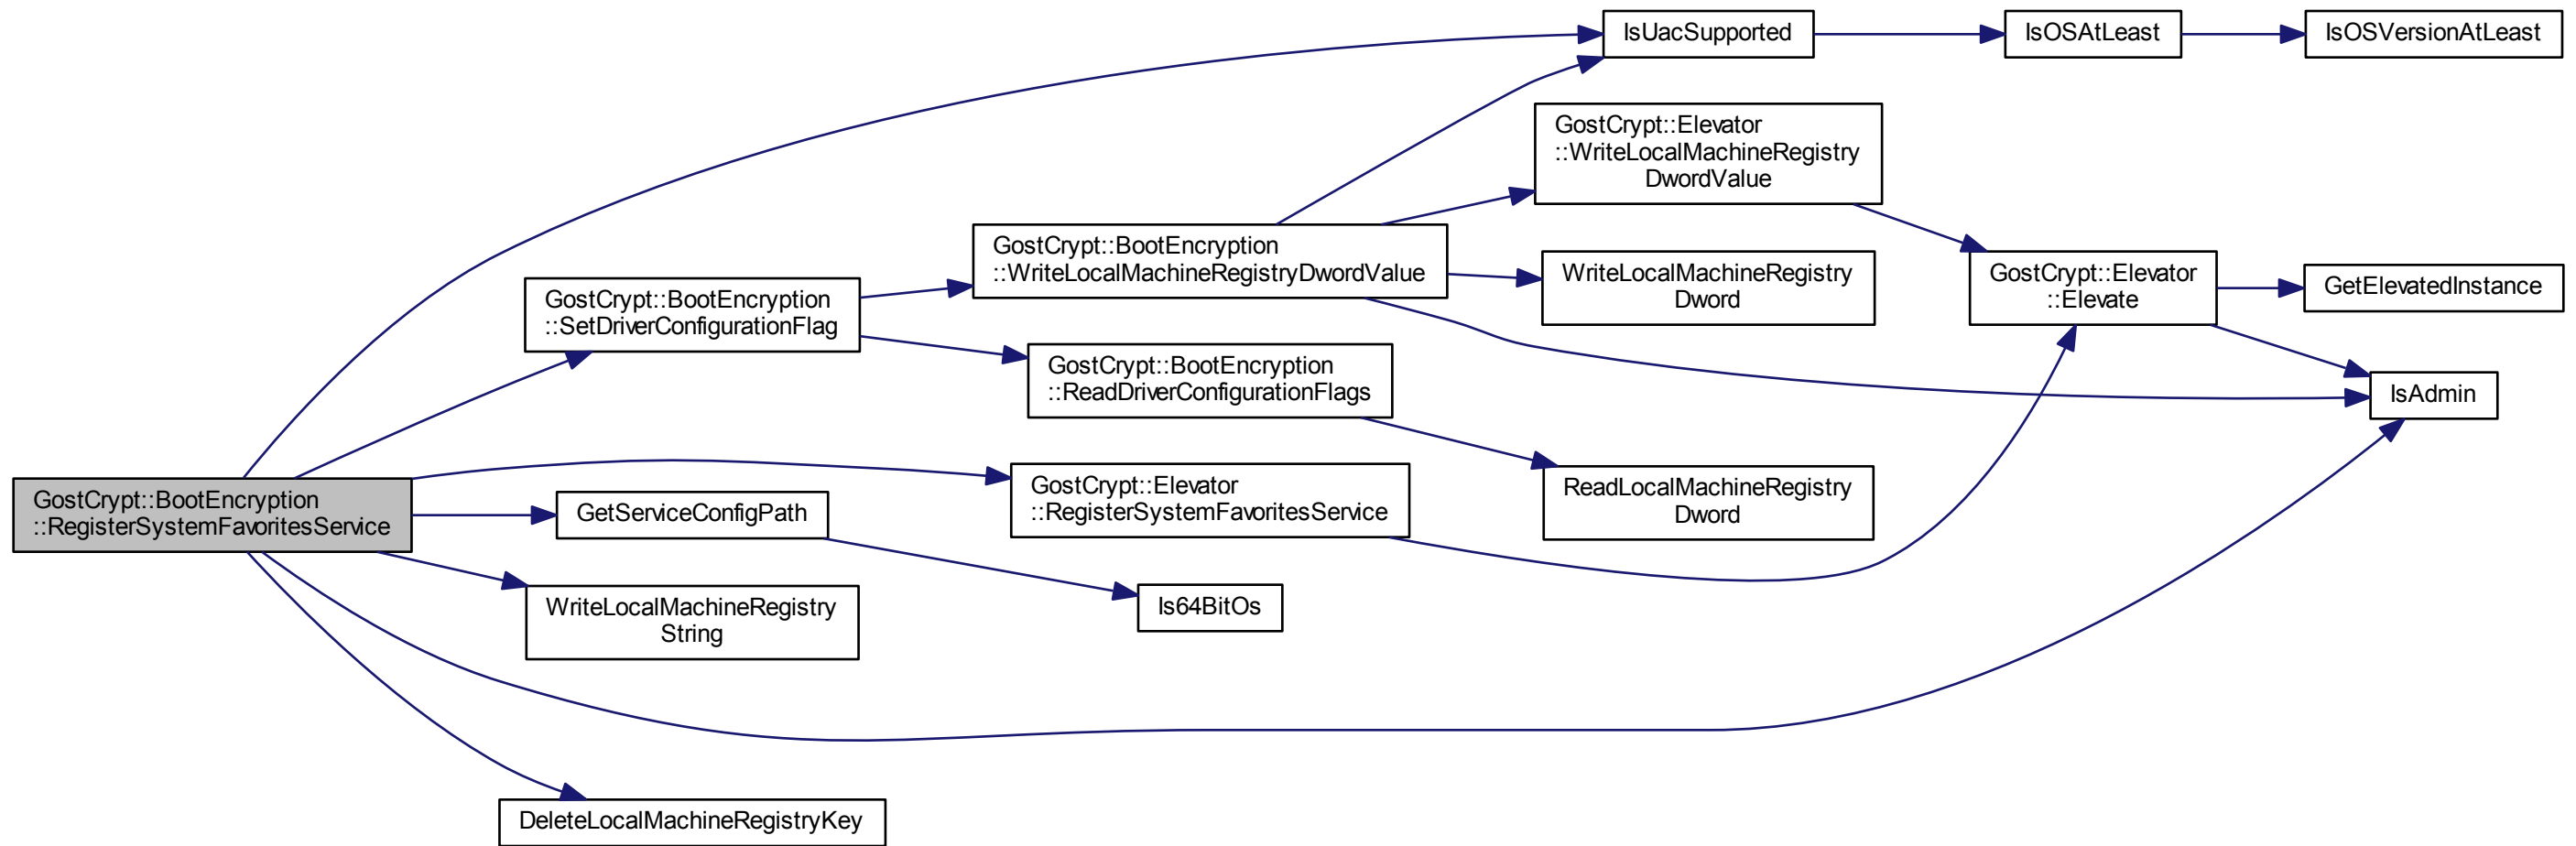 IsUacSupported
IsOSAtLeast
IsOSVersionAtLeast
GostCrypt::Elevator
::WriteLocalMachineRegistry
DwordValue
GostCrypt::BootEncryption
::WriteLocalMachineRegistryDwordValue
WriteLocalMachineRegistry
Dword
GostCrypt::Elevator
::Elevate
GetElevatedInstance
GostCrypt::BootEncryption
::SetDriverConfigurationFlag
GostCrypt::BootEncryption
::ReadDriverConfigurationFlags
IsAdmin
GostCrypt::BootEncryption
::RegisterSystemFavoritesService
GetServiceConfigPath
GostCrypt::Elevator
::RegisterSystemFavoritesService
ReadLocalMachineRegistry
Dword
WriteLocalMachineRegistry
String
Is64BitOs
DeleteLocalMachineRegistryKey